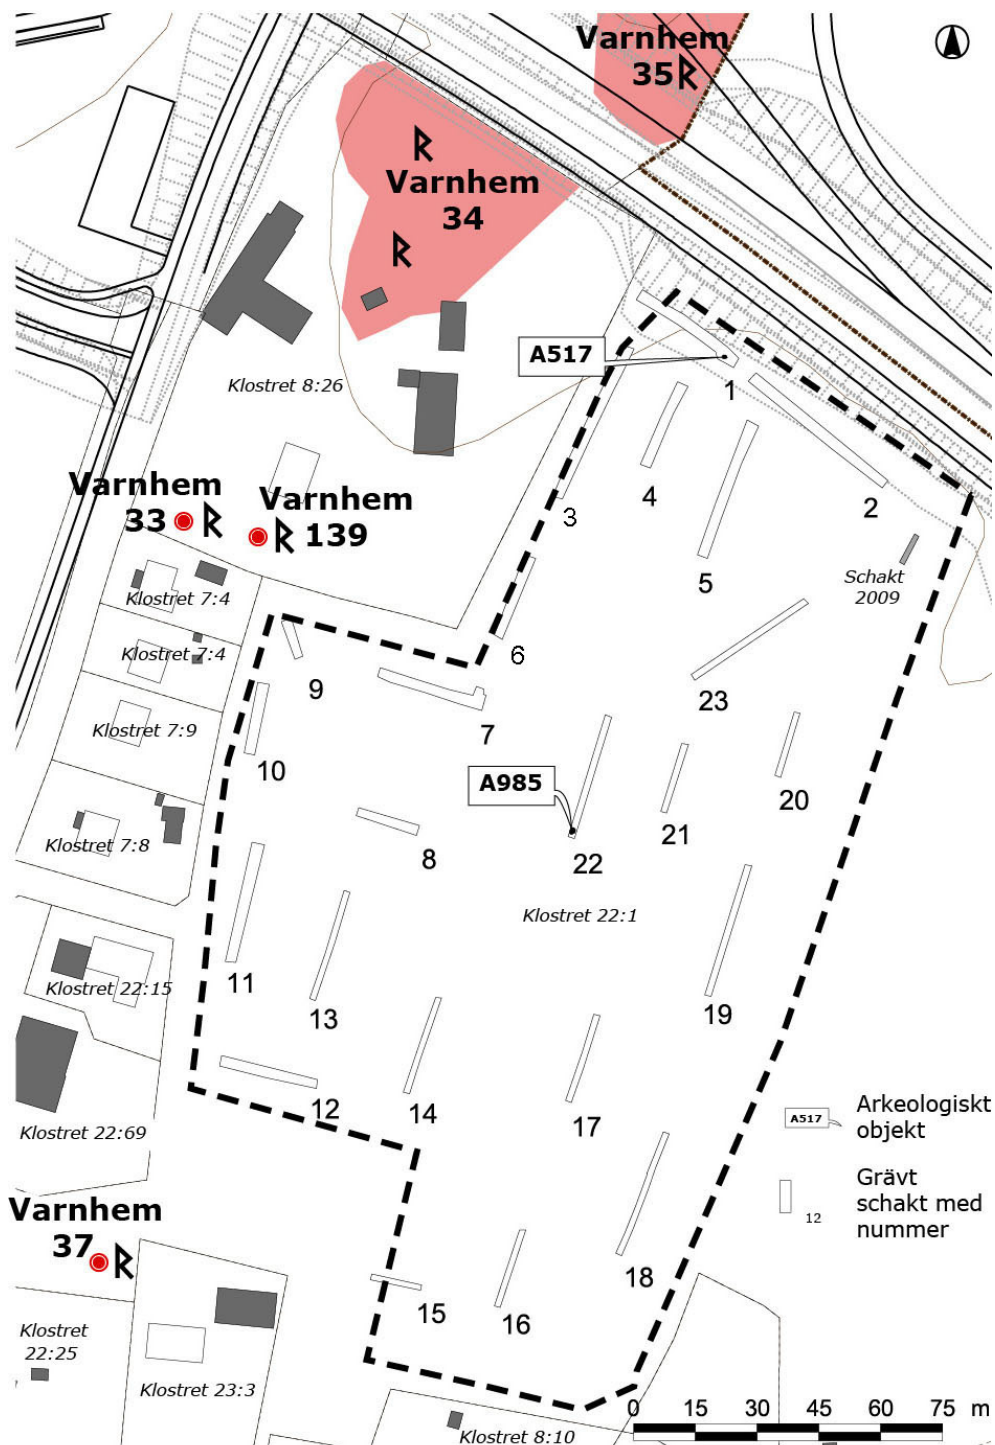 Varnhem
35
Varnhem
34
A517
1
Klostret 8:26
4
2
3
5
Varnhem
33
Varnhem
139
Schakt
2009
Klostret 7:4
Klostret 7:4
6
9
23
7
Klostret 7:9
10
A985
20
21
Klostret 7:8
8
22
Klostret 22:1
11
Klostret 22:15
13
19
12
14
17
Klostret 22:69
Arkeologiskt
objekt
A517
Grävt
schakt med
nummer
12
Varnhem
37
18
15
16
Klostret
22:25
Klostret 23:3
Klostret 8:10
0 15 30 45 60 75 m